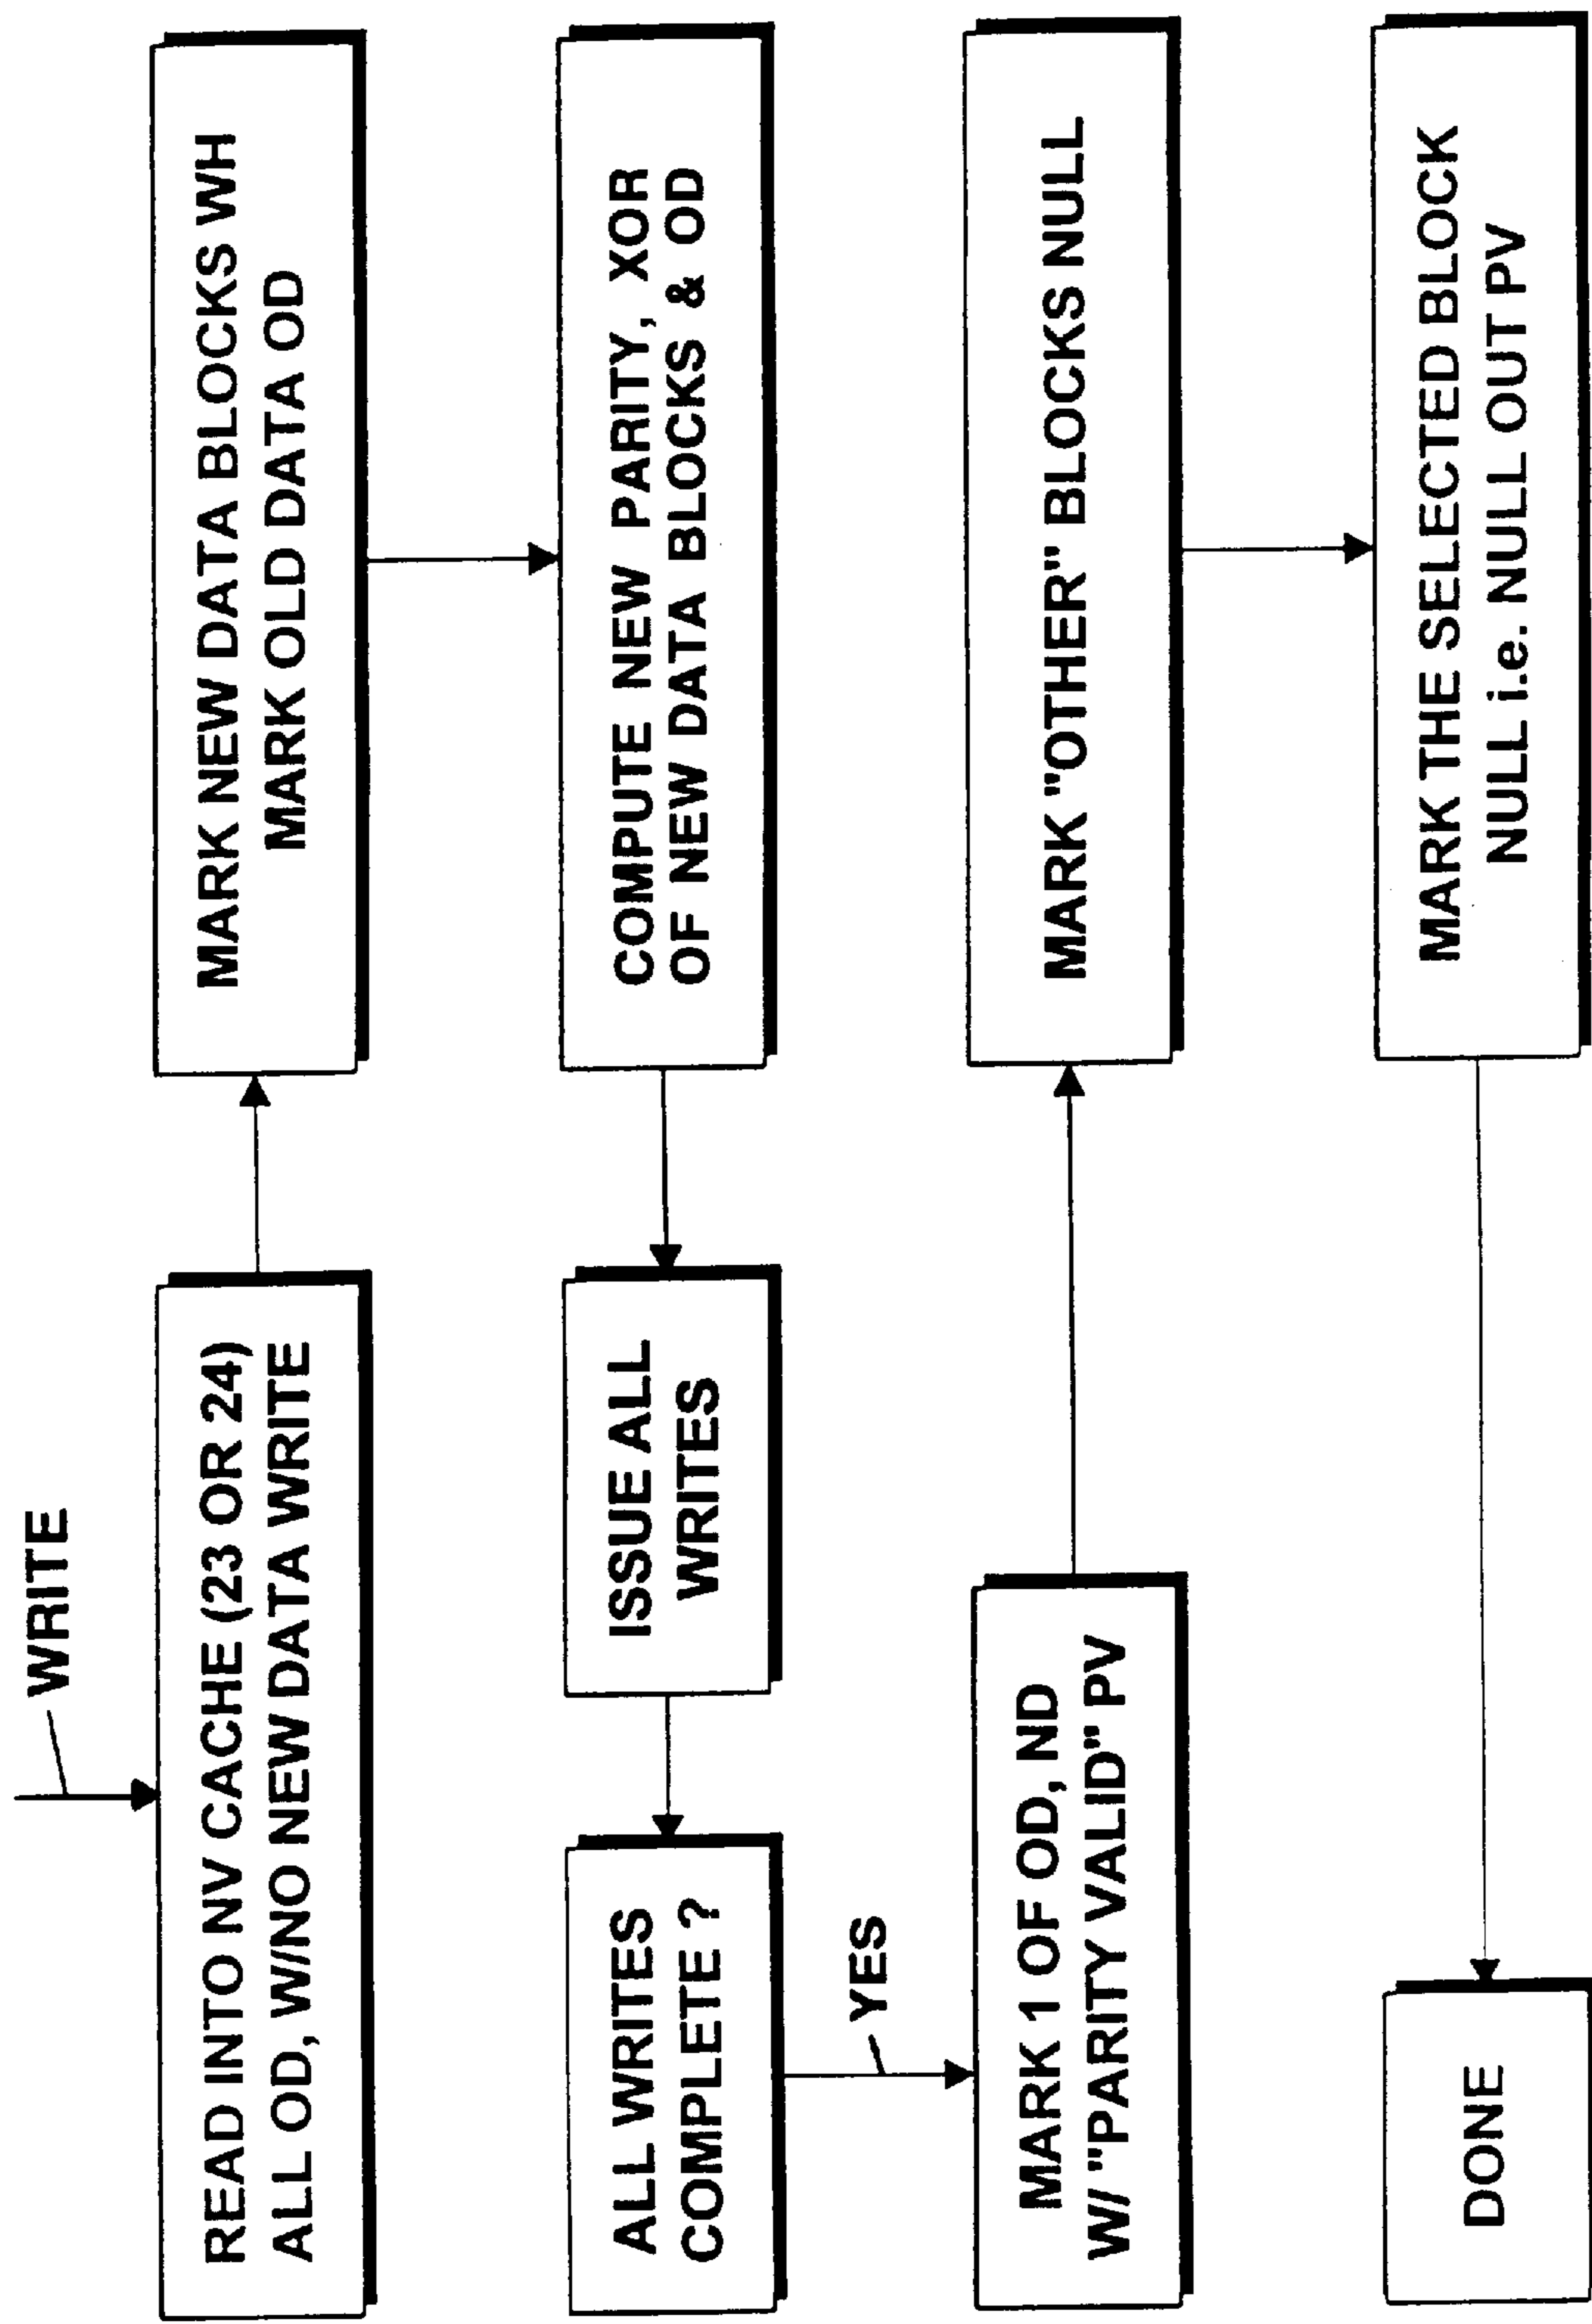 WRITE
READ INTO NV CACHE (23 OR 24)
ALL OD, W/NO NEW DATA WRITE
MARK NEW DATA BLOCKS WH
MARK OLD DATA OD
COMPUTE NEW PARITY, XOR
OF NEW DATA BLOCKS & OD
ISSUE ALL
WRITES
ALL WRITES
COMPLETE ?
YES
MARK 1 OF OD, ND
W/ "PARITY VALID" PV
MARK "OTHER" BLOCKS NULL
MARK THE SELECTED BLOCK
NULL i.e. NULL OUT PV
DONE